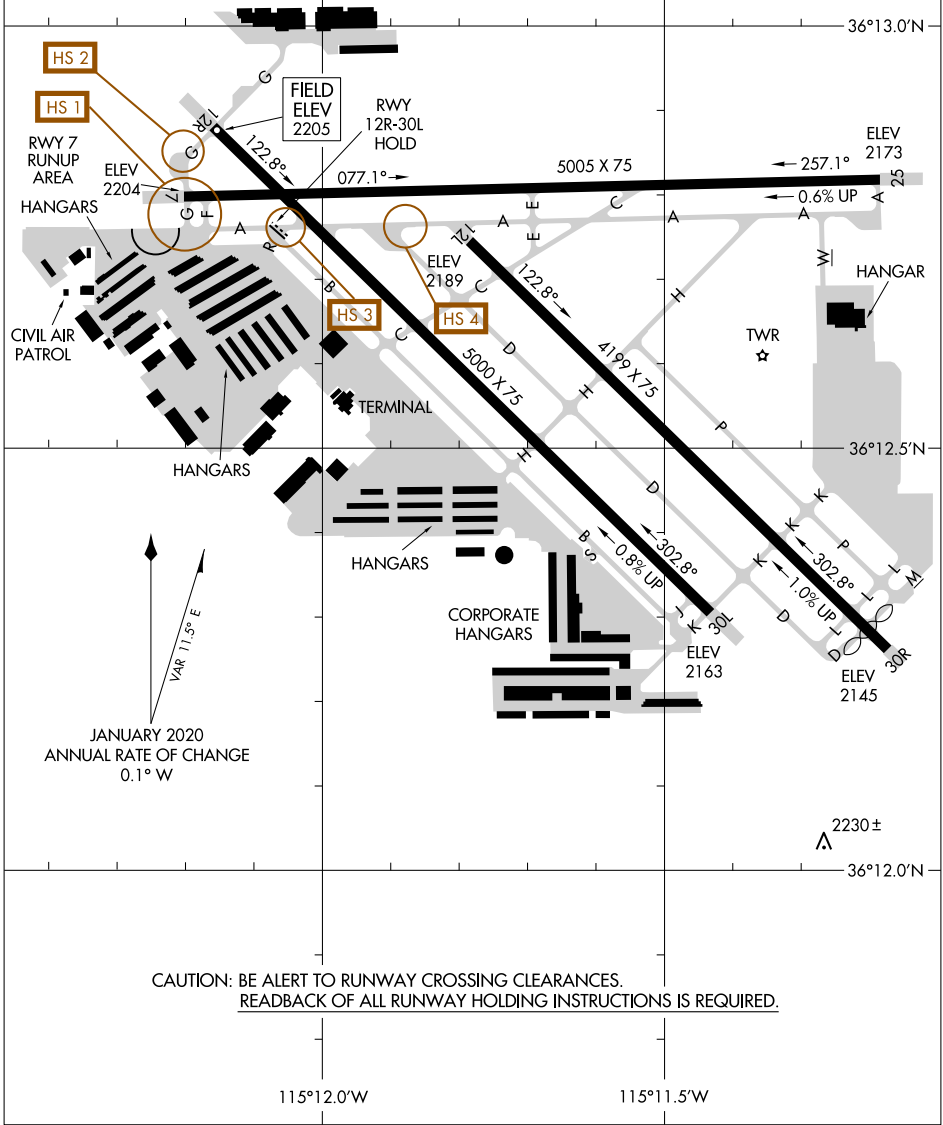 36°13.0'N
HS 2
G
HS 1
12R
FIELD
ELEV
2205
RWY
12R-30L
HOLD
RWY 7
RUNUP
AREA
G
122.8°
ELEV
2204
077.1°
5005 X 75
257.1°
ELEV
2173
25
7
0.6% UP
HANGARS
G
F
A
R
A
E
E
C
A
A
A
12L
W
ELEV
2189
122.8°
H
HANGAR
B
C
HS 3
HS 4
CIVIL AIR
PATROL
C
D
TWR
5000 X 75
4199 X 75
H
TERMINAL
P
HANGARS
36°12.5'N
H
D
K
K
P
HANGARS
B
S
0.8% UP
302.8°
K
302.8°
1.0% UP
L
M
L
CORPORATE
HANGARS
J
K
30L
D
L
D
30R
ELEV
2163
ELEV
2145
VAR 11.5° E
JANUARY 2020
ANNUAL RATE OF CHANGE
0.1° W
2230±
36°12.0'N
CAUTION: BE ALERT TO RUNWAY CROSSING CLEARANCES.
READBACK OF ALL RUNWAY HOLDING INSTRUCTIONS IS REQUIRED.
115°12.0'W
115°11.5'W